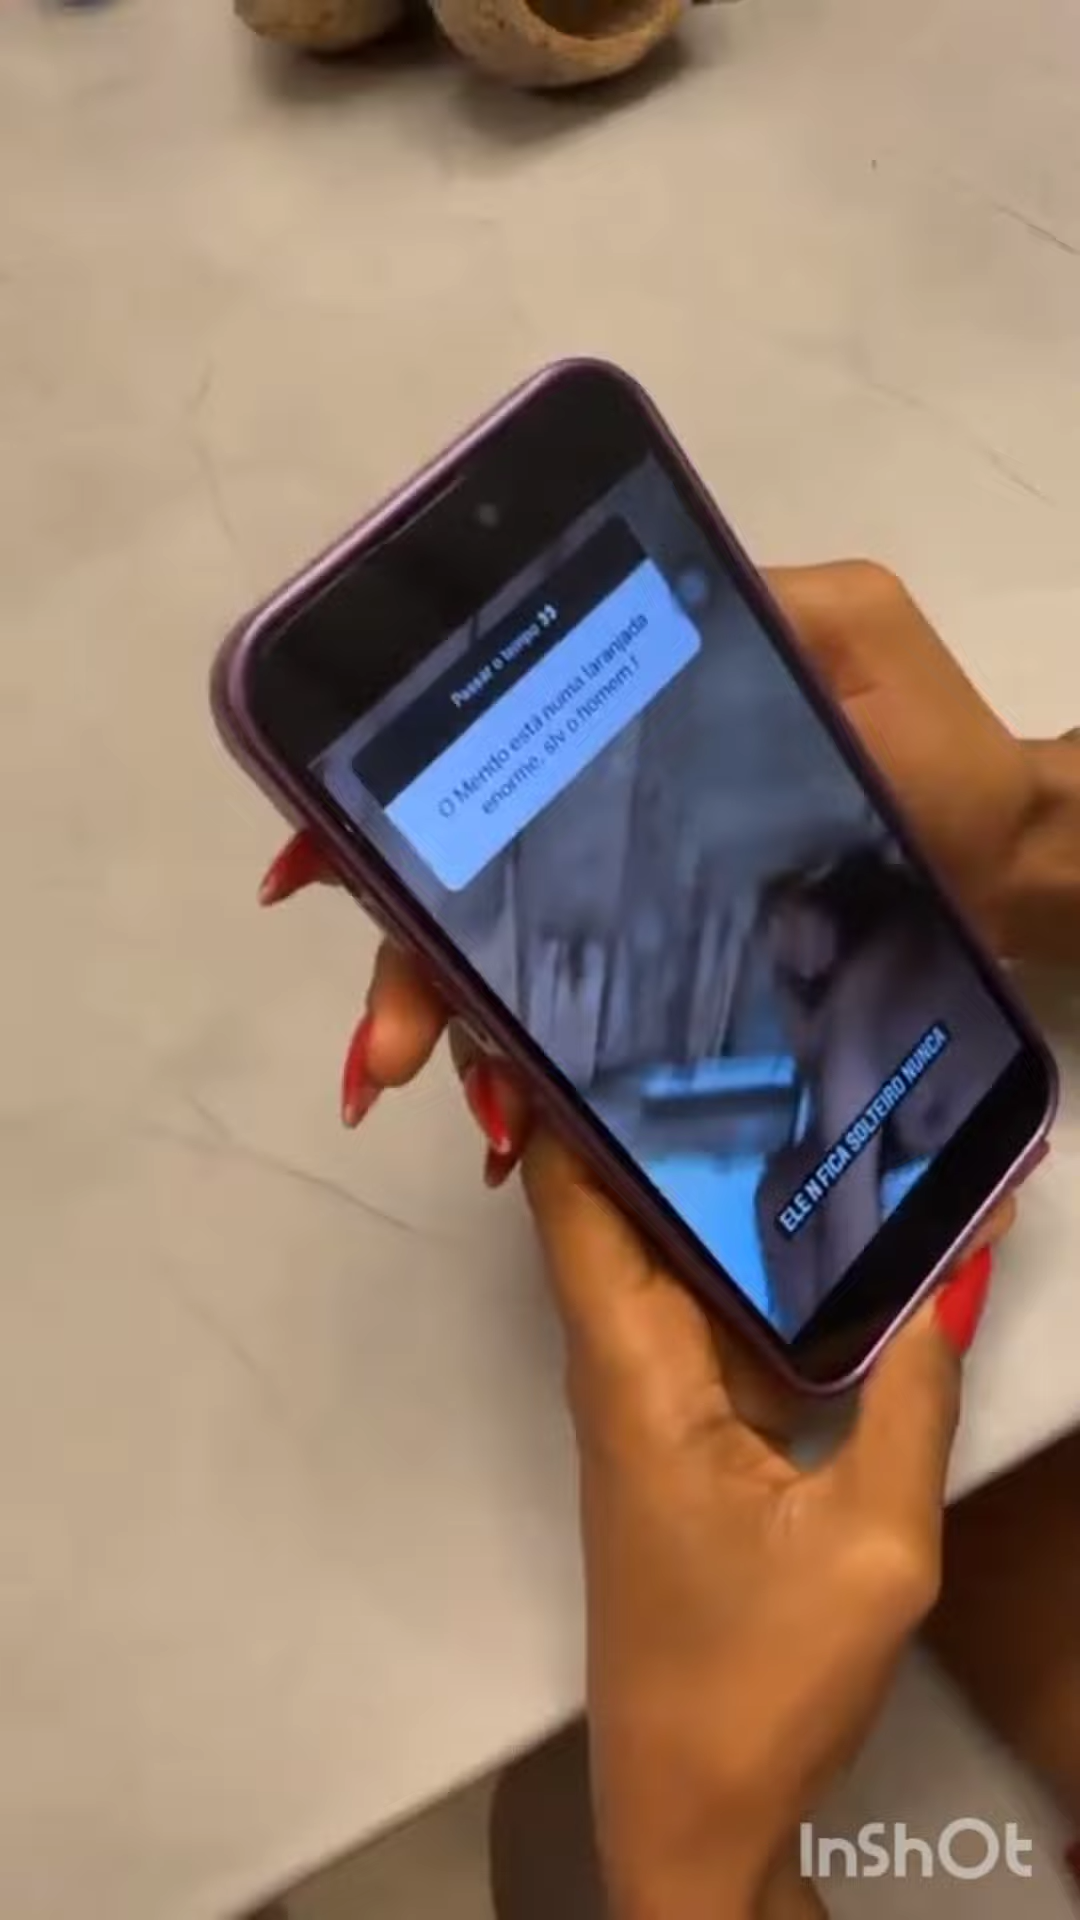 Passar o tempo
O Mendo está numa laranjada
enorme, slv o homem
ELE N FICA SOLTEIRO NUNCA
InShOt